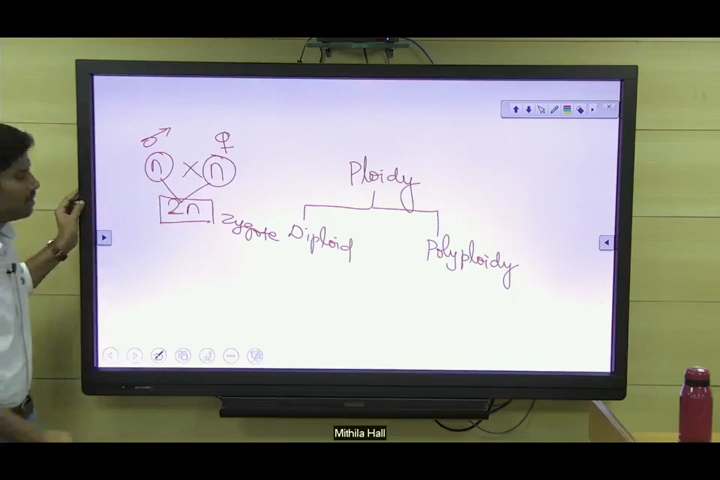 ♂ ♀
n × n
2n
Zygote
Ploidy
Diploid
Polyploidy
Mithila Hall